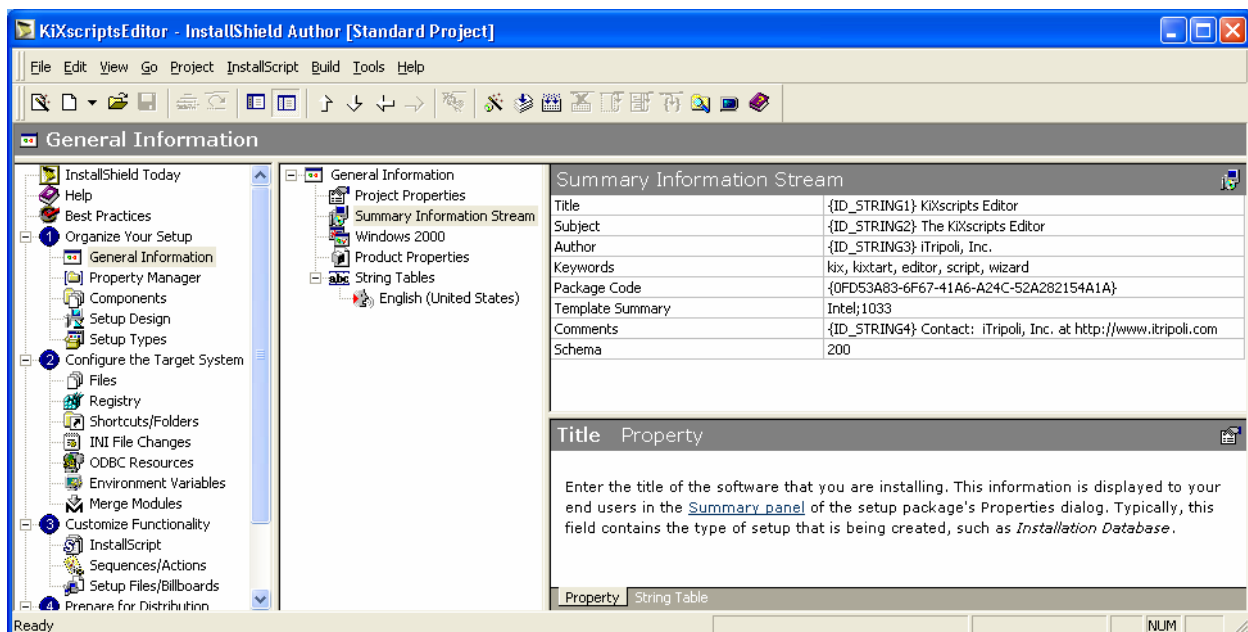 KiXscriptsEditor - InstallShield Author [Standard Project]
File Edit View Go Project InstallScript Build Tools Help
General Information
InstallShield Today
Help
Best Practices
1 Organize Your Setup
General Information
Property Manager
Components
Setup Design
Setup Types
2 Configure the Target System
Files
Registry
Shortcuts/Folders
INI File Changes
ODBC Resources
Environment Variables
Merge Modules
3 Customize Functionality
InstallScript
Sequences/Actions
Setup Files/Billboards
4 Prepare for Distribution
General Information
Project Properties
Summary Information Stream
Windows 2000
Product Properties
abc String Tables
English (United States)
Summary Information Stream
Title {ID_STRING1} KiXscripts Editor
Subject {ID_STRING2} The KiXscripts Editor
Author {ID_STRING3} iTripoli, Inc.
Keywords kix, kixtart, editor, script, wizard
Package Code {0FD53A83-6F67-41A6-A24C-52A282154A1A}
Template Summary Intel;1033
Comments {ID_STRING4} Contact: iTripoli, Inc. at http://www.itripoli.com
Schema 200
Title Property
Enter the title of the software that you are installing. This information is displayed to your
end users in the Summary panel of the setup package's Properties dialog. Typically, this
field contains the type of setup that is being created, such as Installation Database.
Property String Table
Ready NUM